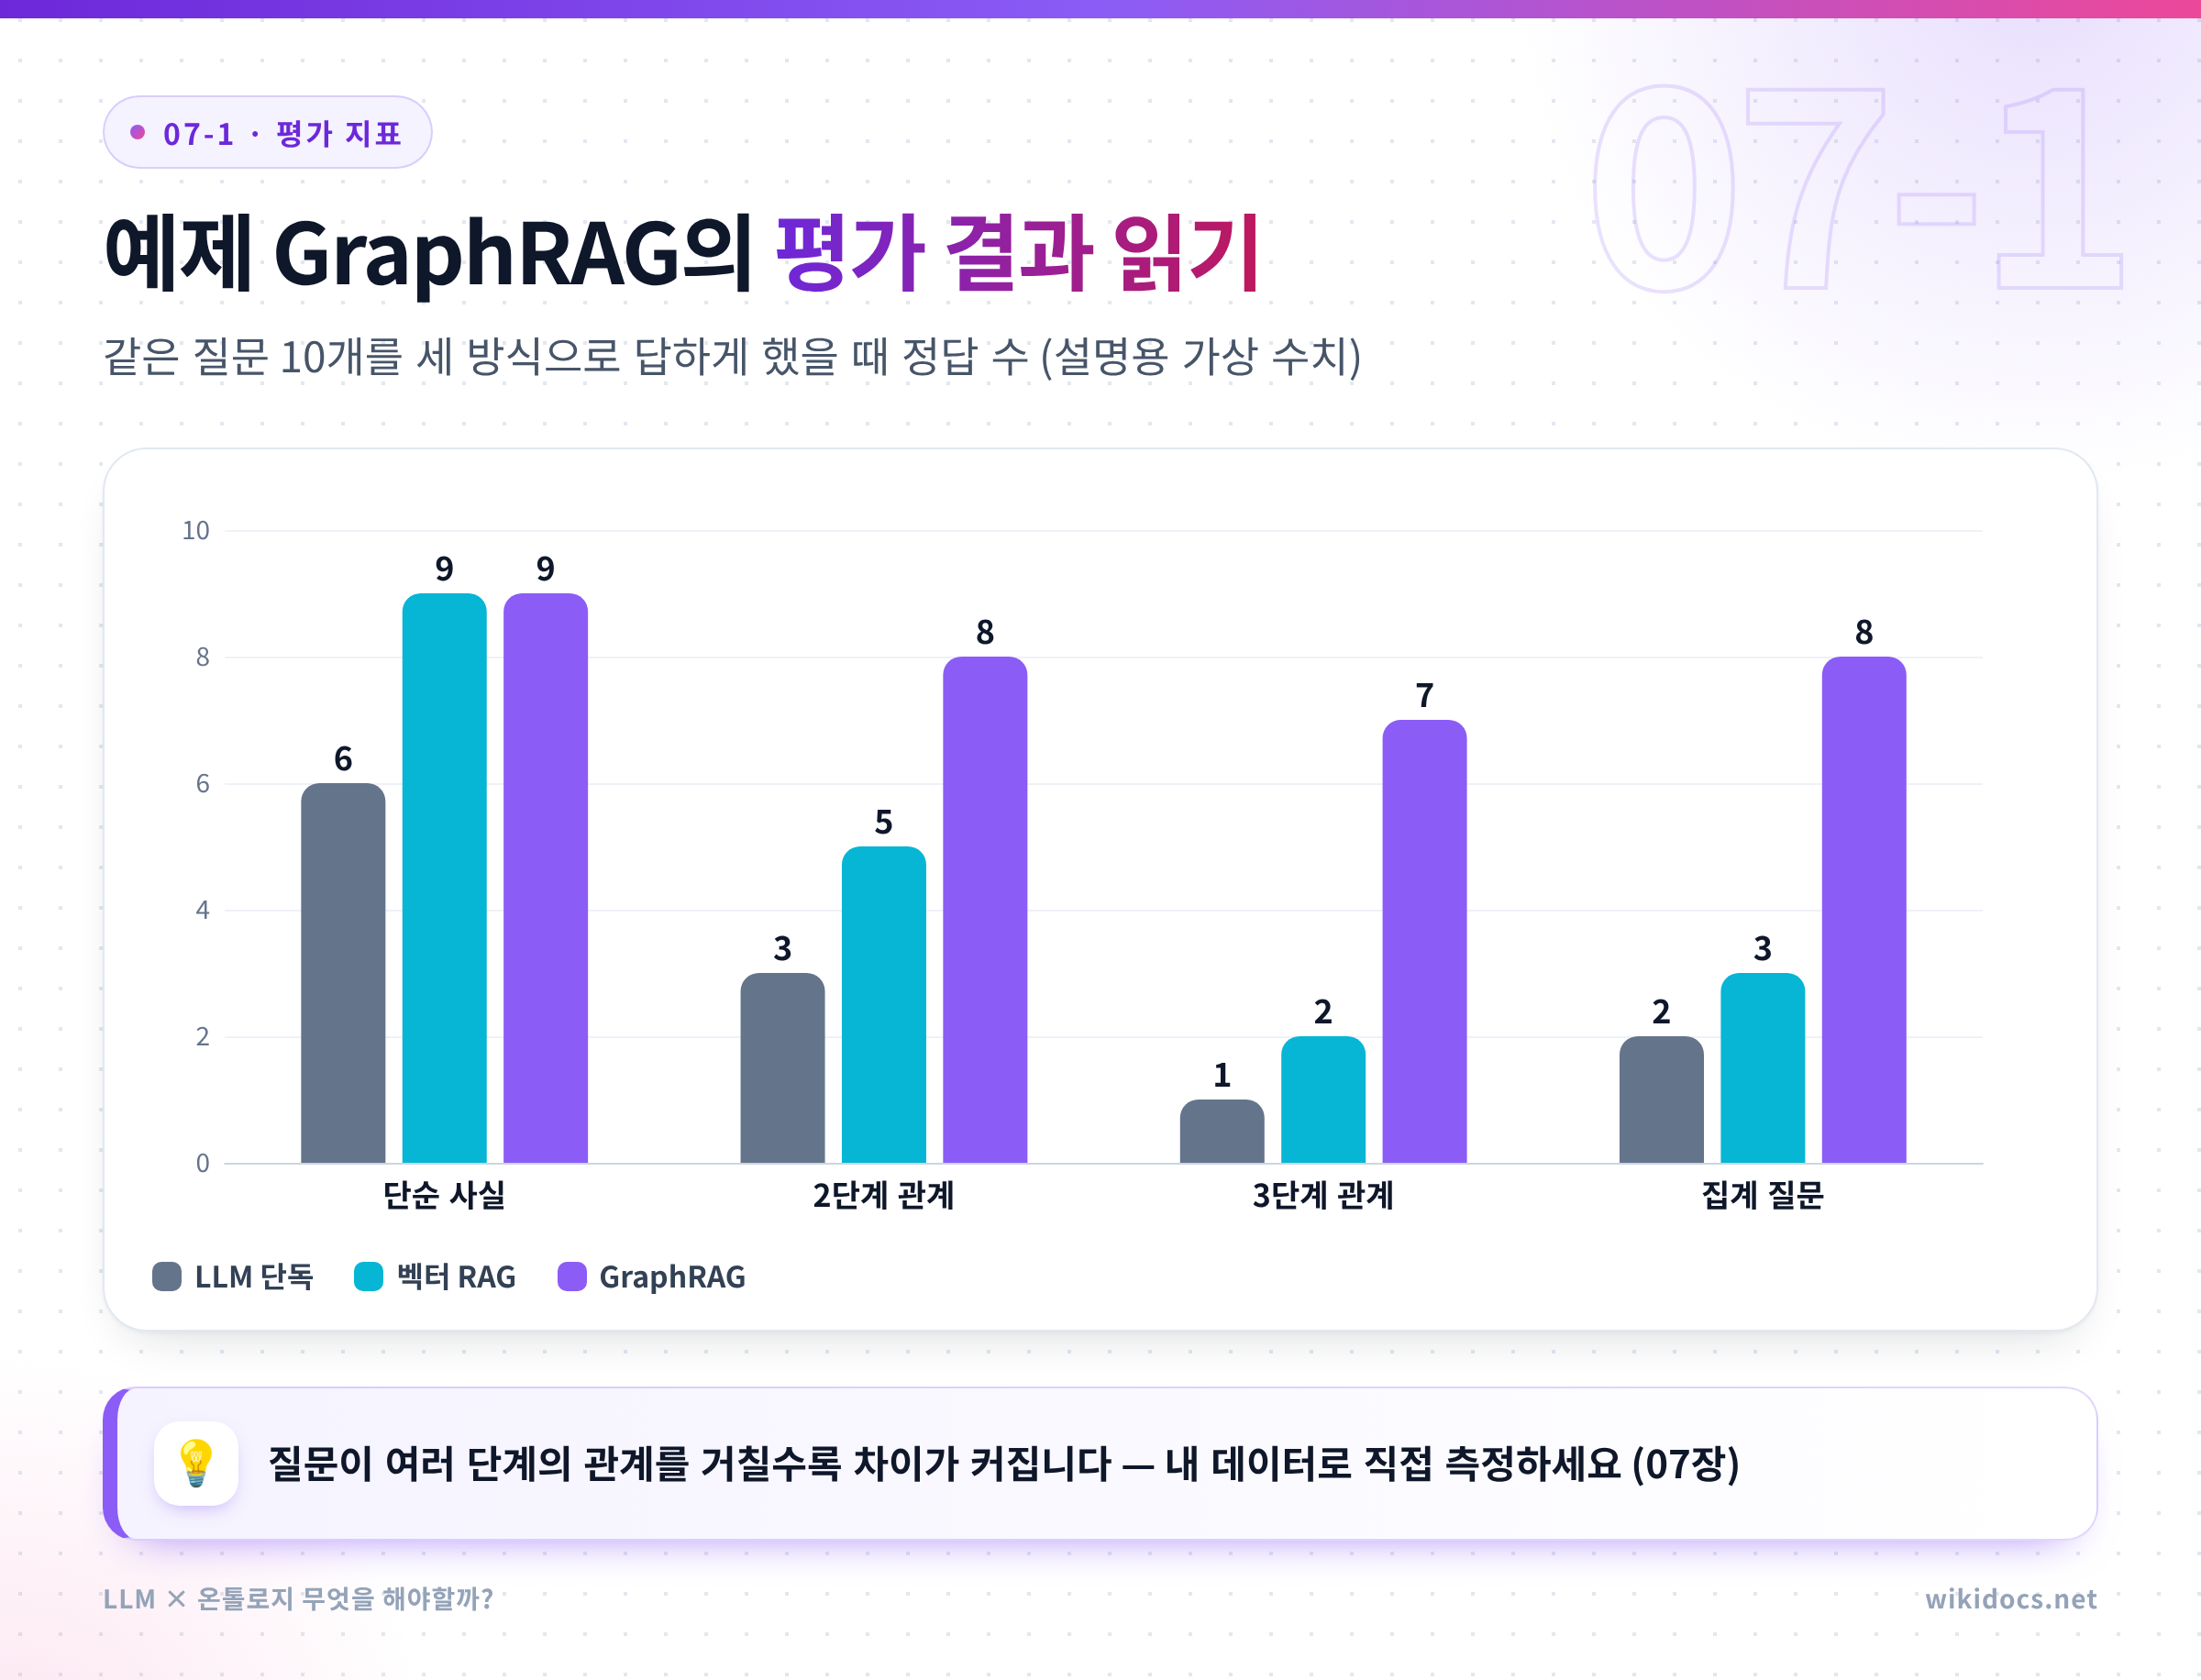 07-1 · 평가 지표
07-1
예제 GraphRAG의 평가 결과 읽기
같은 질문 10개를 세 방식으로 답하게 했을 때 정답 수 (설명용 가상 수치)
10
8
6
4
2
0
6
9
9
3
5
8
1
2
7
2
3
8
단순 사실
2단계 관계
3단계 관계
집계 질문
LLM 단독
벡터 RAG
GraphRAG
질문이 여러 단계의 관계를 거칠수록 차이가 커집니다 — 내 데이터로 직접 측정하세요 (07장)
LLM × 온톨로지 무엇을 해야할까?
wikidocs.net